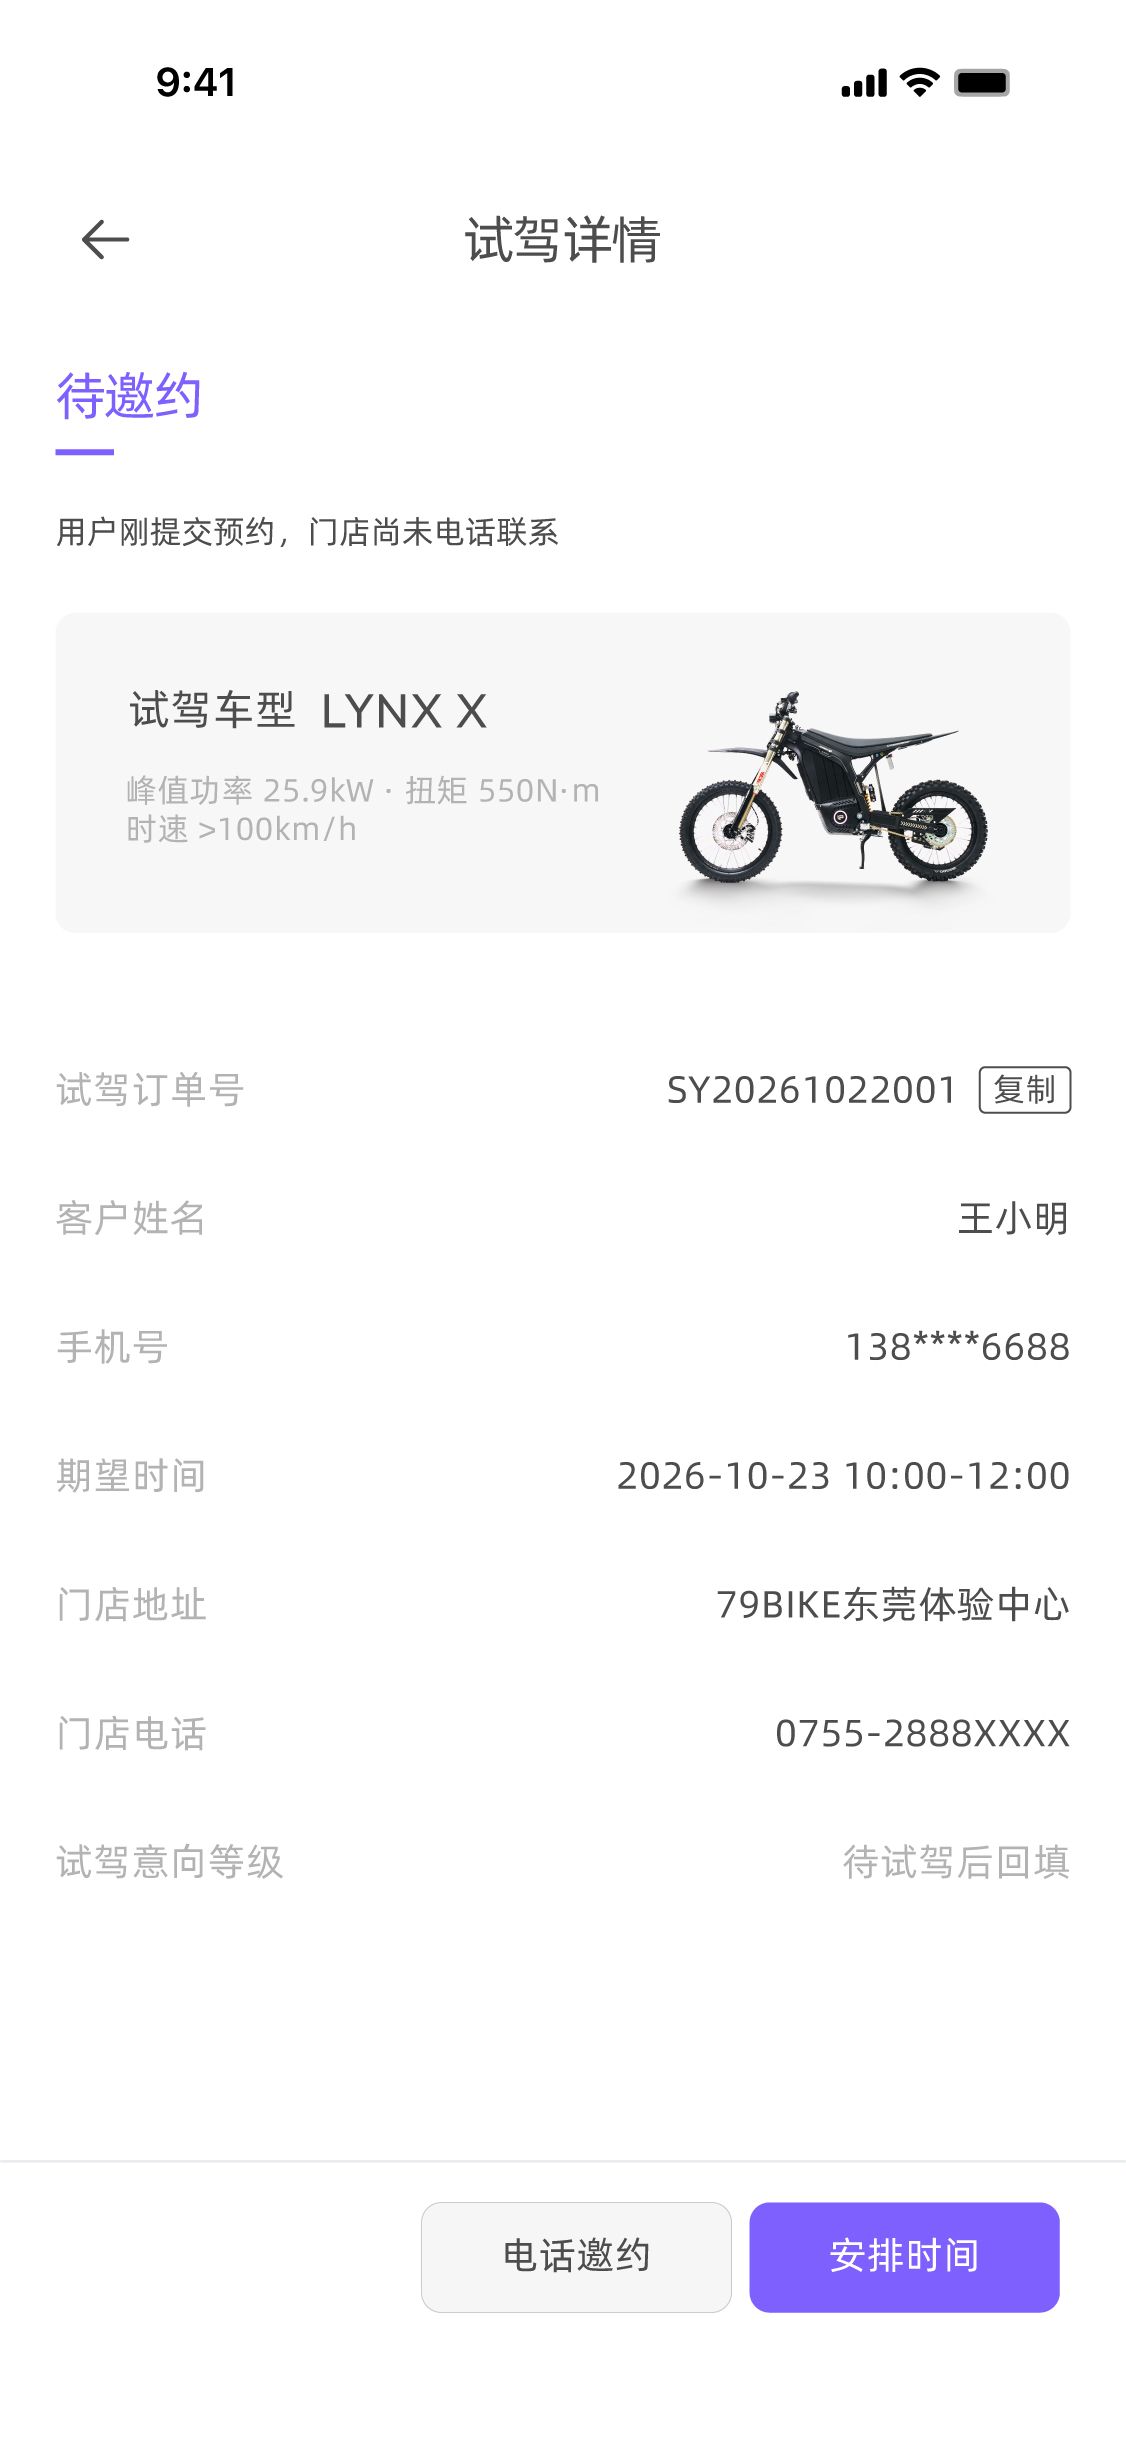 9:41
试驾详情
待邀约
用户刚提交预约，门店尚未电话联系
试驾车型 LYNX X
峰值功率 25.9kW · 扭矩 550N·m
时速 >100km/h
试驾订单号 SY20261022001 复制
客户姓名 王小明
手机号 138****6688
期望时间 2026-10-23 10:00-12:00
门店地址 79BIKE东莞体验中心
门店电话 0755-2888XXXX
试驾意向等级 待试驾后回填
电话邀约 安排时间